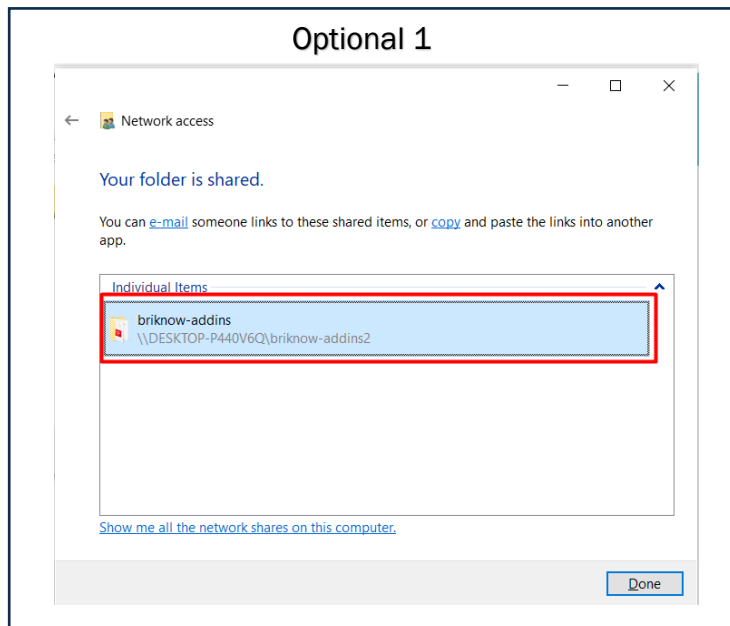 Optional 1
Network access
Your folder is shared.
You can e-mail someone links to these shared items, or copy and paste the links into another
app.
Individual Items
briknow-addins
\\DESKTOP-P440V6Q\briknow-addins2
Show me all the network shares on this computer.
Done